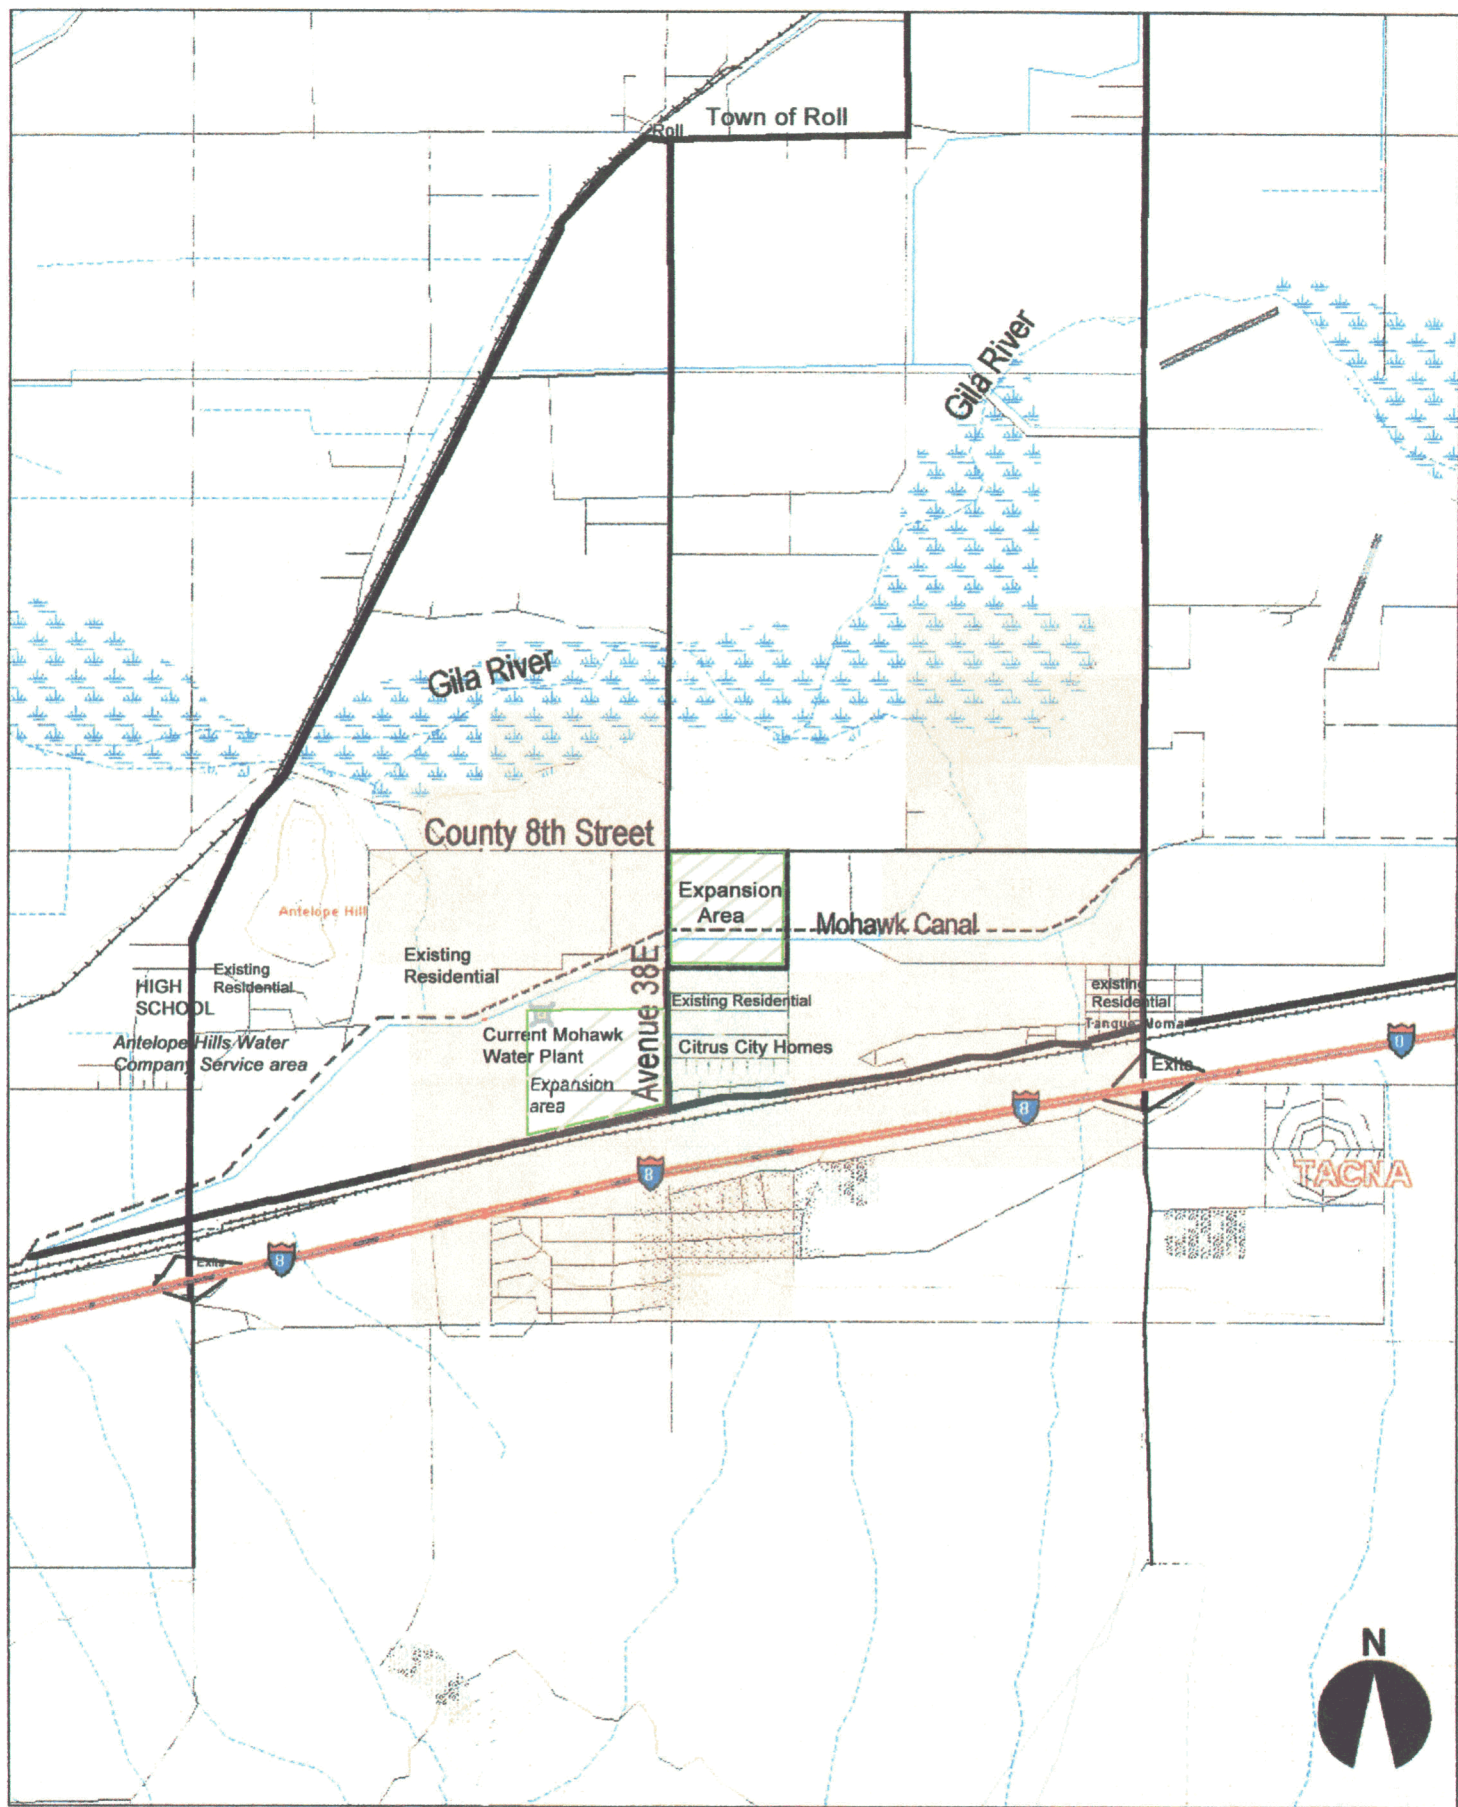 Town of Roll
Roll
Gila River
Gila River
County 8th Street
Expansion
Area
Antelope Hill
Mohawk Canal
Existing
Residential
Existing
Residential
HIGH
SCHOOL
Avenue 38E
existing
Residential
Existing Residential
Tanque
Antelope Hills Water
Company Service area
Current Mohawk
Water Plant
Citrus City Homes
Expansion
area
Exits
8
8
8
TACNA
Exits
8
N